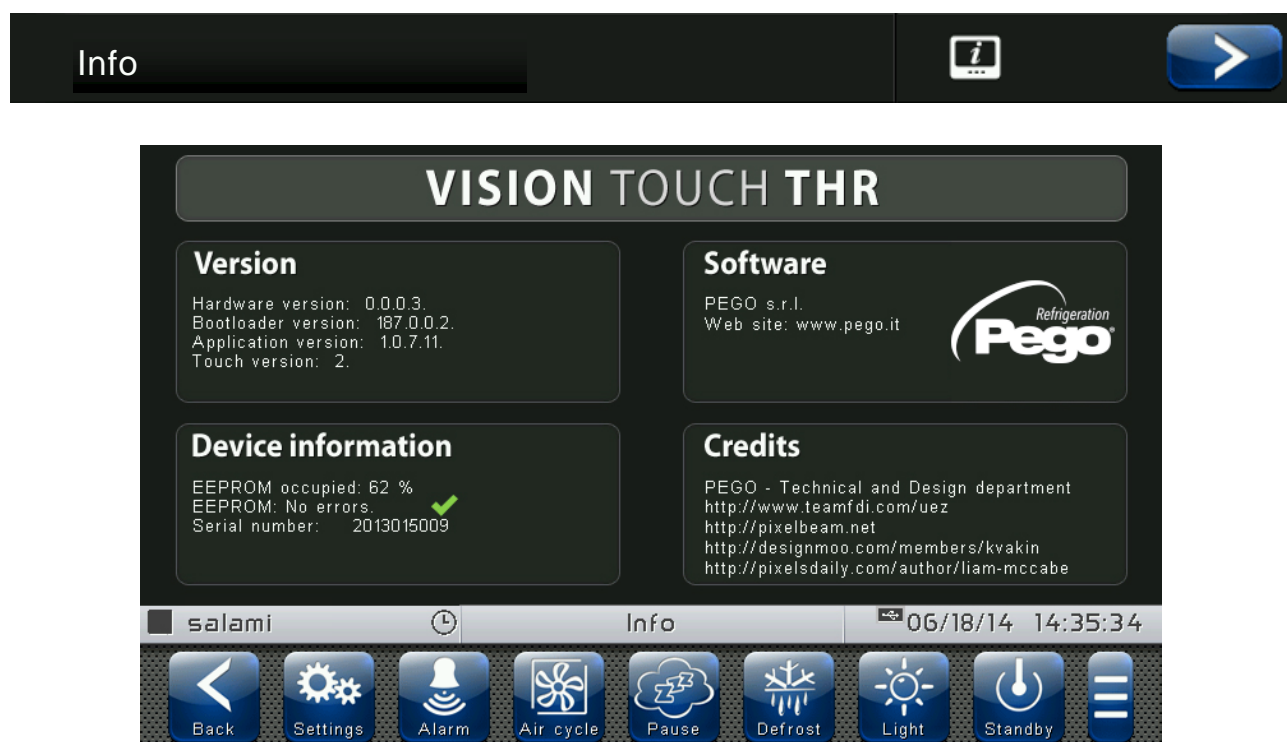 Info
VISION TOUCH THR
Version
Hardware version: 0.0.0.3.
Bootloader version: 187.0.0.2.
Application version: 1.0.7.11.
Touch version: 2.
Software
PEGO s.r.l.
Web site: www.pego.it
Refrigeration
Pego
Device information
EEPROM occupied: 62 %
EEPROM: No errors.
Serial number: 2013015009
Credits
PEGO - Technical and Design department
http://www.teamfdi.com/uez
http://pixelbeam.net
http://designmoo.com/members/kvakin
http://pixelsdaily.com/author/liam-mccabe
salami Info 06/18/14 14:35:34
Back Settings Alarm Air cycle Pause Defrost Light Standby